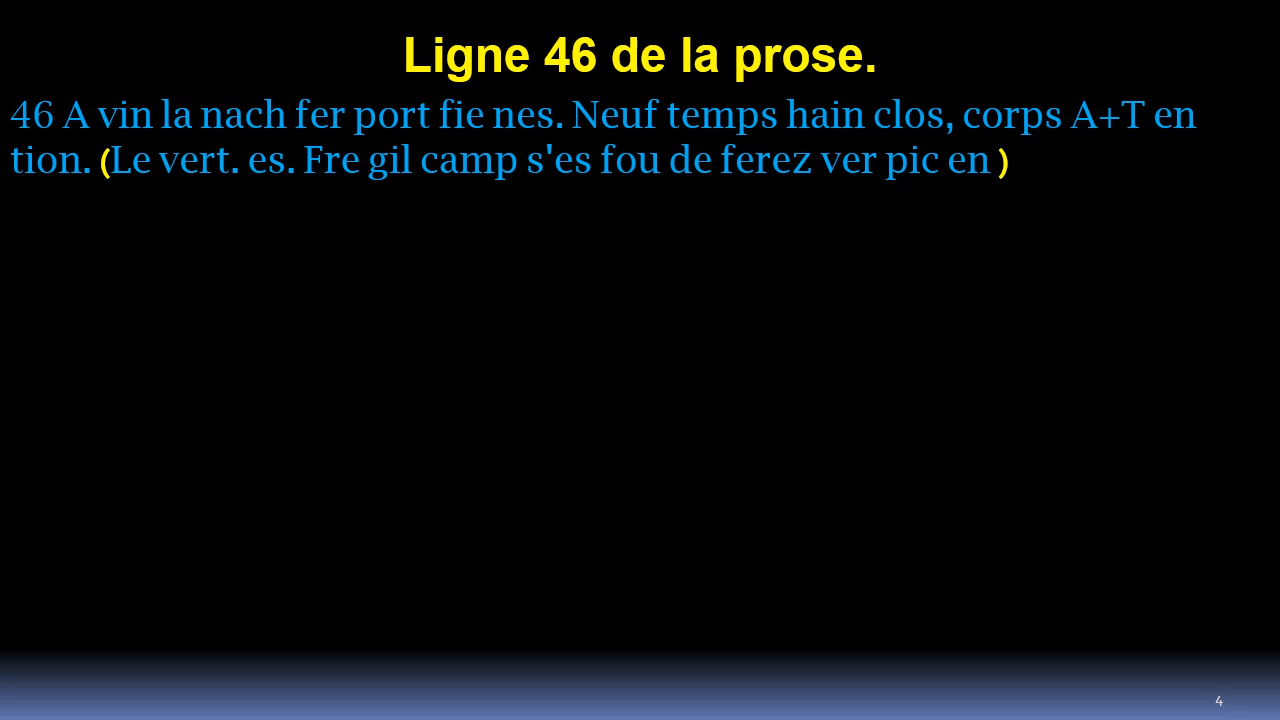 Ligne 46 de la prose.
46 A vin la nach fer port fie nes. Neuf temps hain clos, corps A+T en
tion. (Le vert. es. Fre gil camp s'es fou de ferez ver pic en )
4